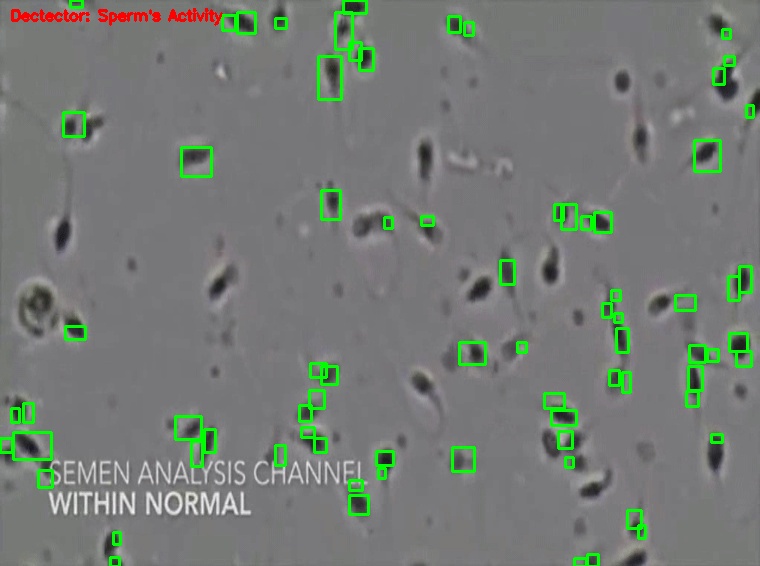 Dectector: Sperm's Activity
SEMEN ANALYSIS CHANNEL
WITHIN NORMAL